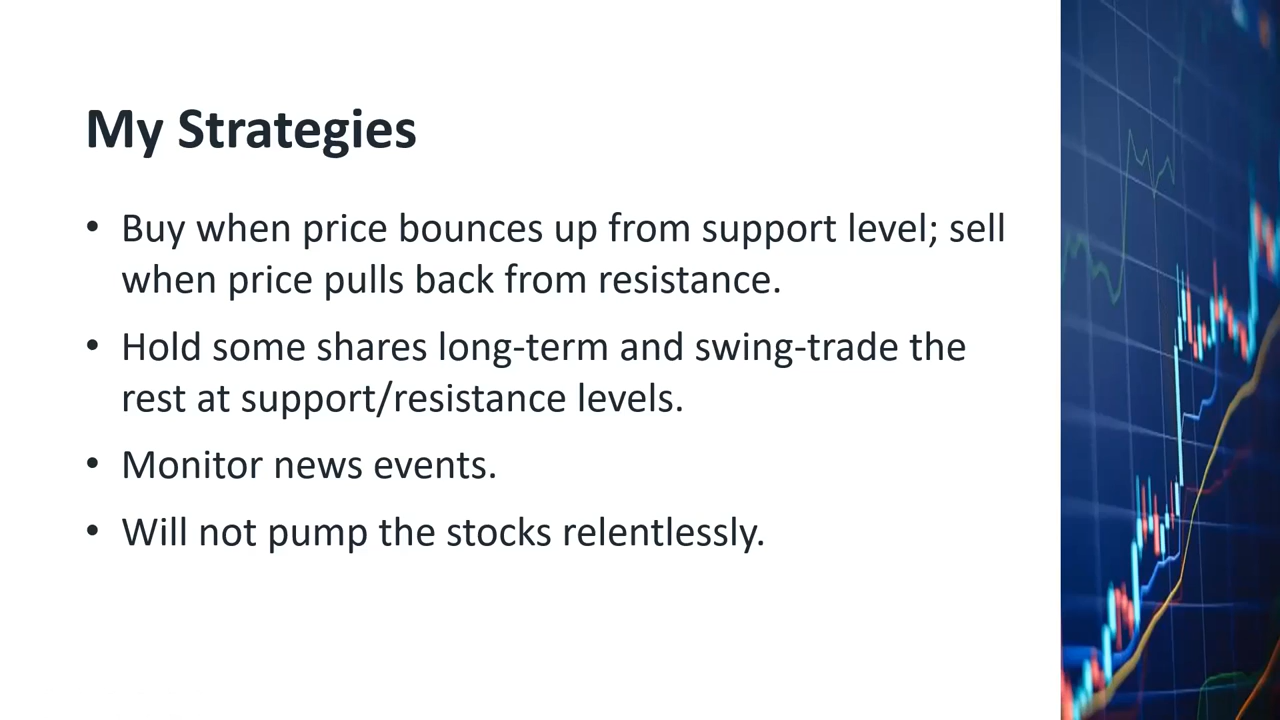 My Strategies
• Buy when price bounces up from support level; sell
when price pulls back from resistance.
• Hold some shares long-term and swing-trade the
rest at support/resistance levels.
• Monitor news events.
• Will not pump the stocks relentlessly.